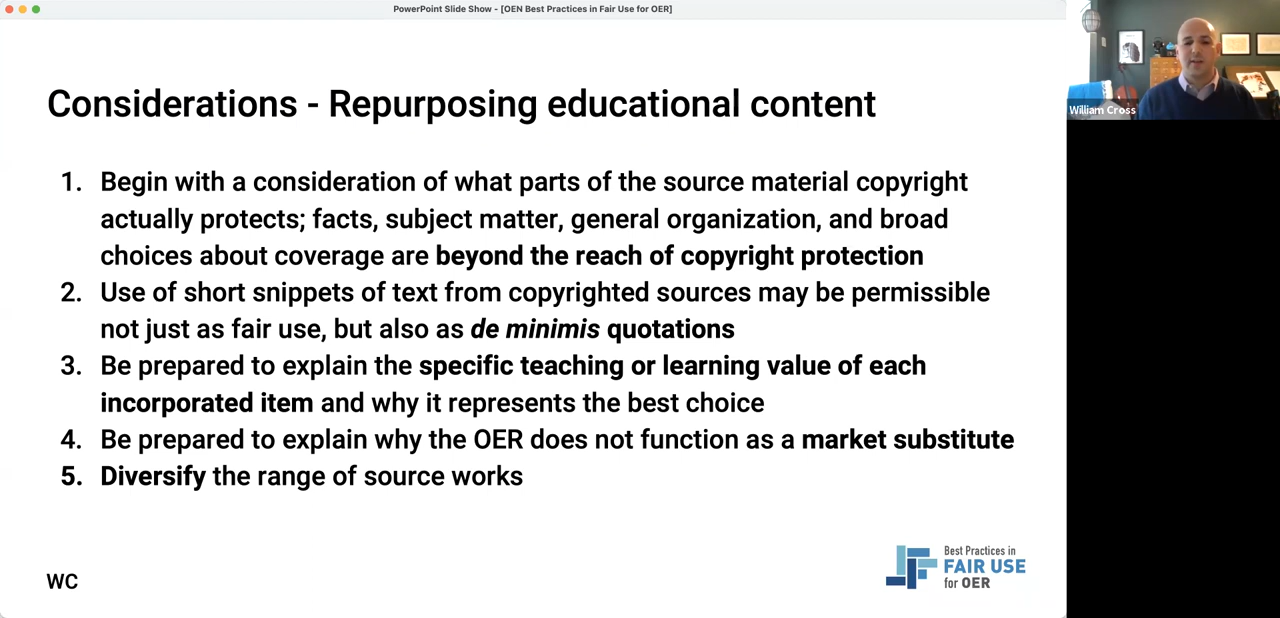 PowerPoint Slide Show - [OEN Best Practices in Fair Use for OER]
William Cross
Considerations - Repurposing educational content
1. Begin with a consideration of what parts of the source material copyright
actually protects; facts, subject matter, general organization, and broad
choices about coverage are beyond the reach of copyright protection
2. Use of short snippets of text from copyrighted sources may be permissible
not just as fair use, but also as de minimis quotations
3. Be prepared to explain the specific teaching or learning value of each
incorporated item and why it represents the best choice
4. Be prepared to explain why the OER does not function as a market substitute
5. Diversify the range of source works
WC
Best Practices in
FAIR USE
for OER